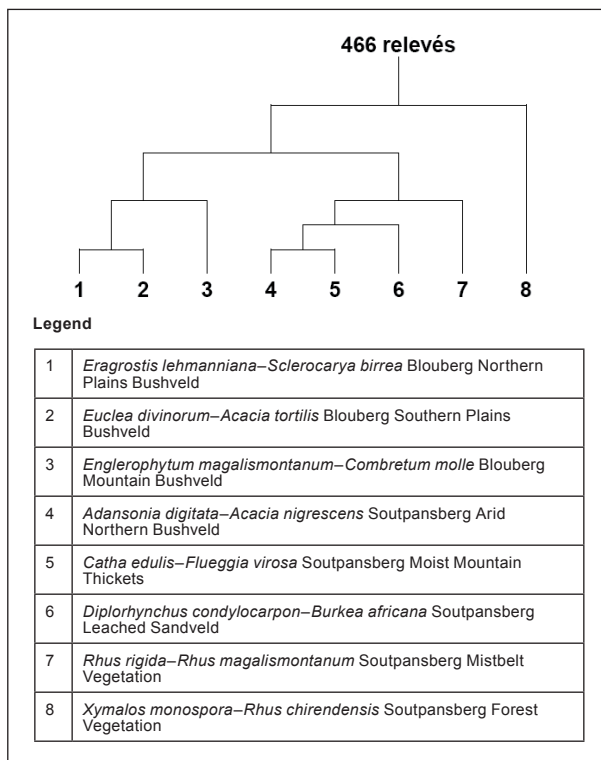 466 relevés
1 2 3 4 5 6 7 8
Legend
1 Eragrostis lehmanniana–Sclerocarya birrea Blouberg Northern
Plains Bushveld
2 Euclea divinorum–Acacia tortilis Blouberg Southern Plains
Bushveld
3 Englerophytum magalismontanum–Combretum molle Blouberg
Mountain Bushveld
4 Adansonia digitata–Acacia nigrescens Soutpansberg Arid
Northern Bushveld
5 Catha edulis–Flueggia virosa Soutpansberg Moist Mountain
Thickets
6 Diplorhynchus condylocarpon–Burkea africana Soutpansberg
Leached Sandveld
7 Rhus rigida–Rhus magalismontanum Soutpansberg Mistbelt
Vegetation
8 Xymalos monospora–Rhus chirendensis Soutpansberg Forest
Vegetation